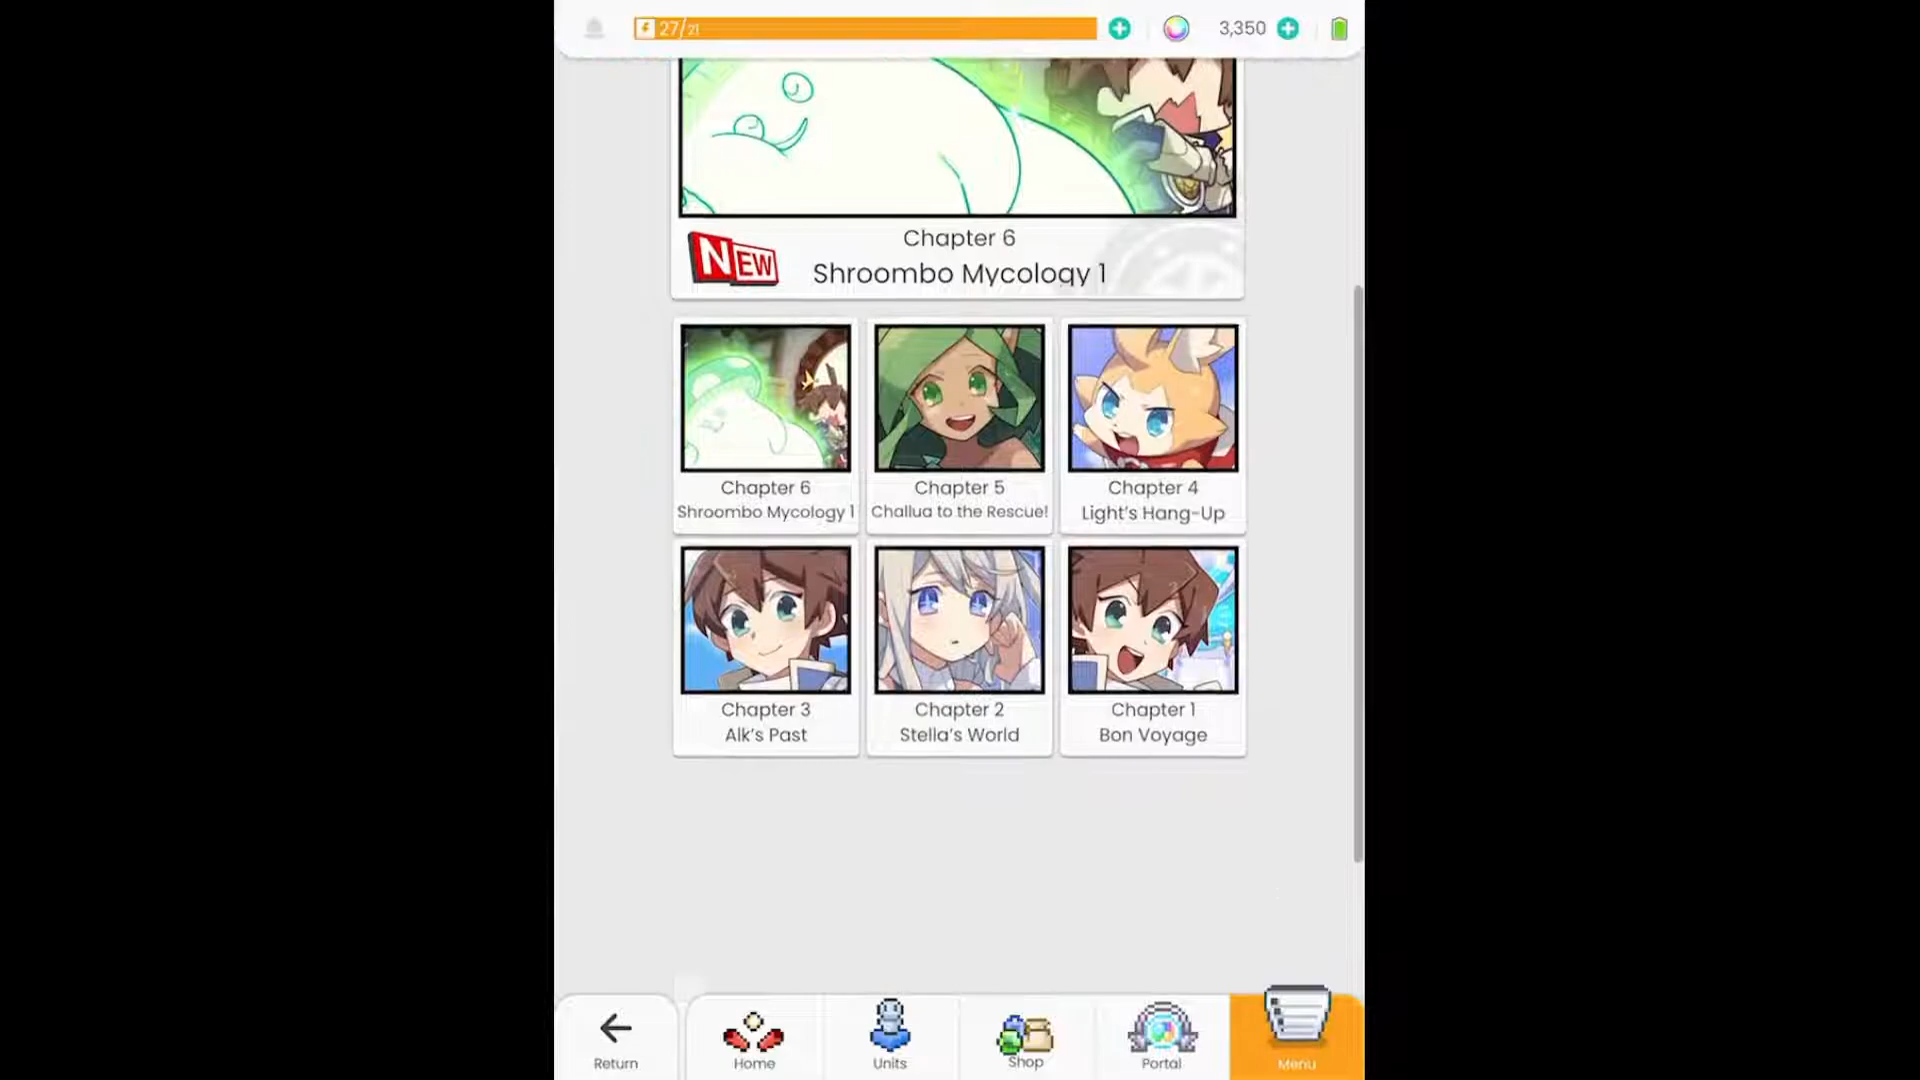 27/21
3,350
NEW
Chapter 6
Shroombo Mycology 1
Chapter 6
Shroombo Mycology 1
Chapter 5
Challua to the Rescue!
Chapter 4
Light's Hang-Up
Chapter 3
Alk's Past
Chapter 2
Stella's World
Chapter 1
Bon Voyage
Return
Home
Units
Shop
Portal
Menu